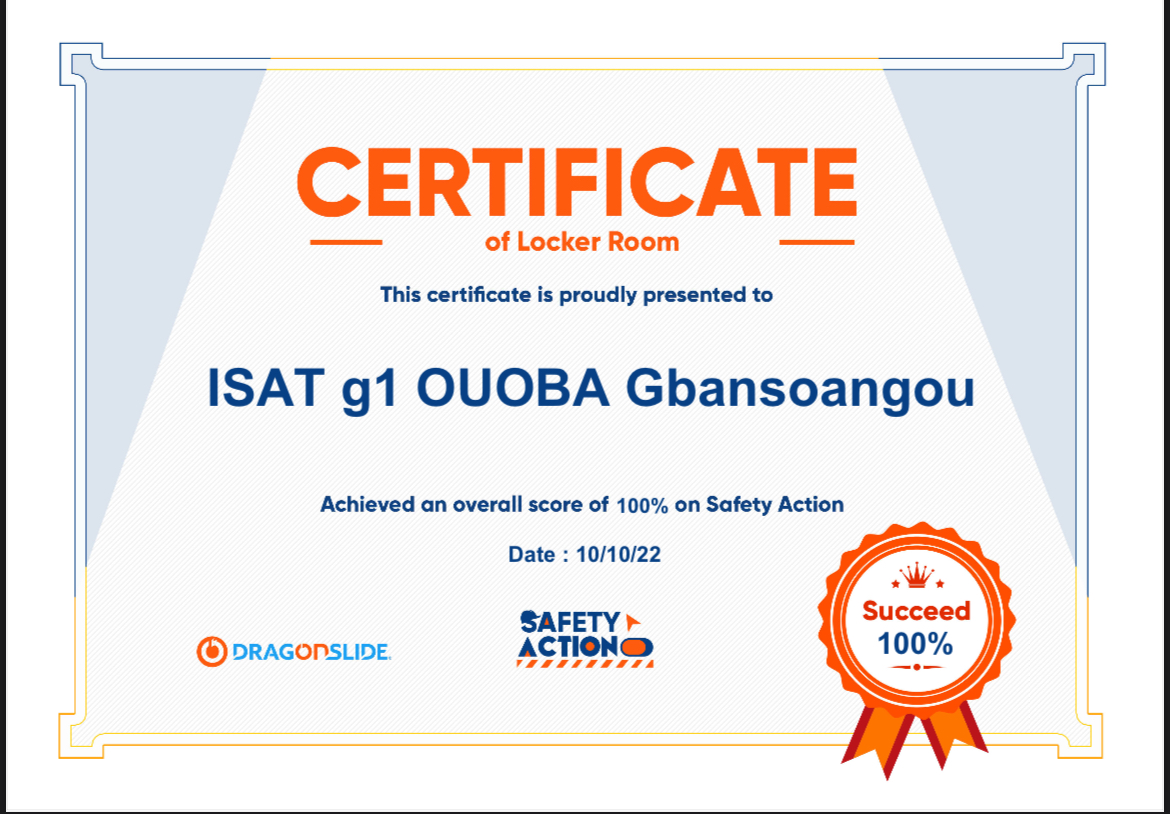 CERTIFICATE
of Locker Room
This certificate is proudly presented to
ISAT g1 OUOBA Gbansoangou
Achieved an overall score of 100% on Safety Action
Date : 10/10/22
DRAGONSLIDE
SAFETY
ACTION
Succeed
100%